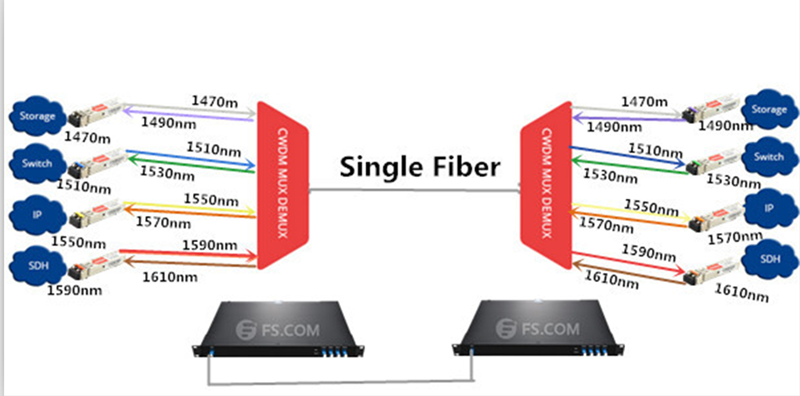 Storage
1470m
1490nm
1470m
Switch
1510nm
1530nm
1510nm
IP
1550nm
1570nm
1550nm
SDH
1590nm
1610nm
1590nm
CWDM MUX DEMUX
Single Fiber
CWDM MUX DEMUX
1470m
1490nm
1490nm
Storage
1510nm
1530nm
1530nm
Switch
1550nm
1570nm
1570nm
IP
1590nm
1610nm
1610nm
SDH
FS.COM
FS.COM